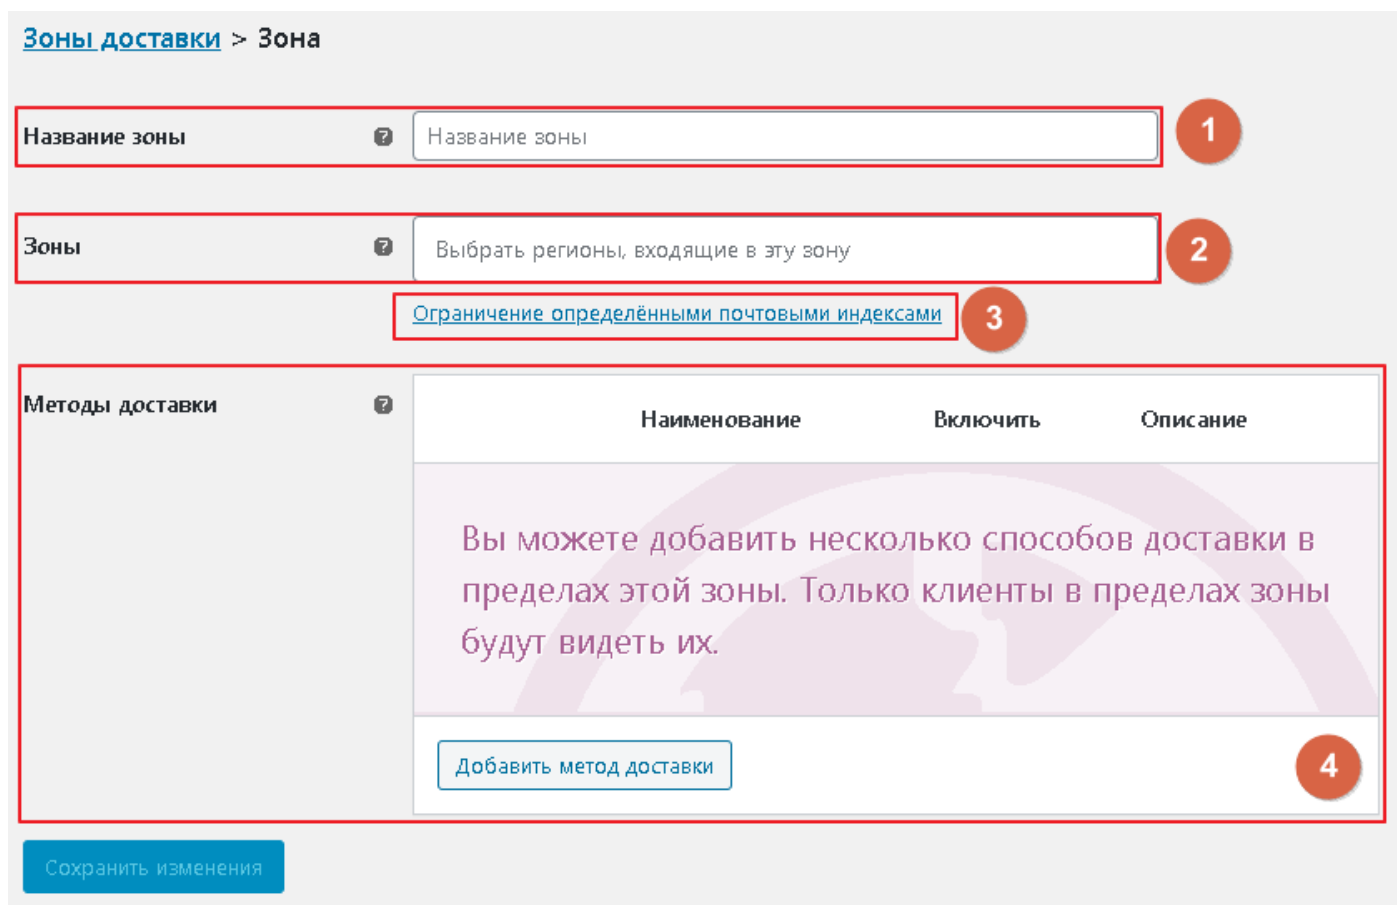 Зоны доставки > Зона
Название зоны ? Название зоны 1
Зоны ? Выбрать регионы, входящие в эту зону 2
Ограничение определёнными почтовыми индексами 3
Методы доставки ? Наименование Включить Описание
Вы можете добавить несколько способов доставки в
пределах этой зоны. Только клиенты в пределах зоны
будут видеть их.
Добавить метод доставки 4
Сохранить изменения